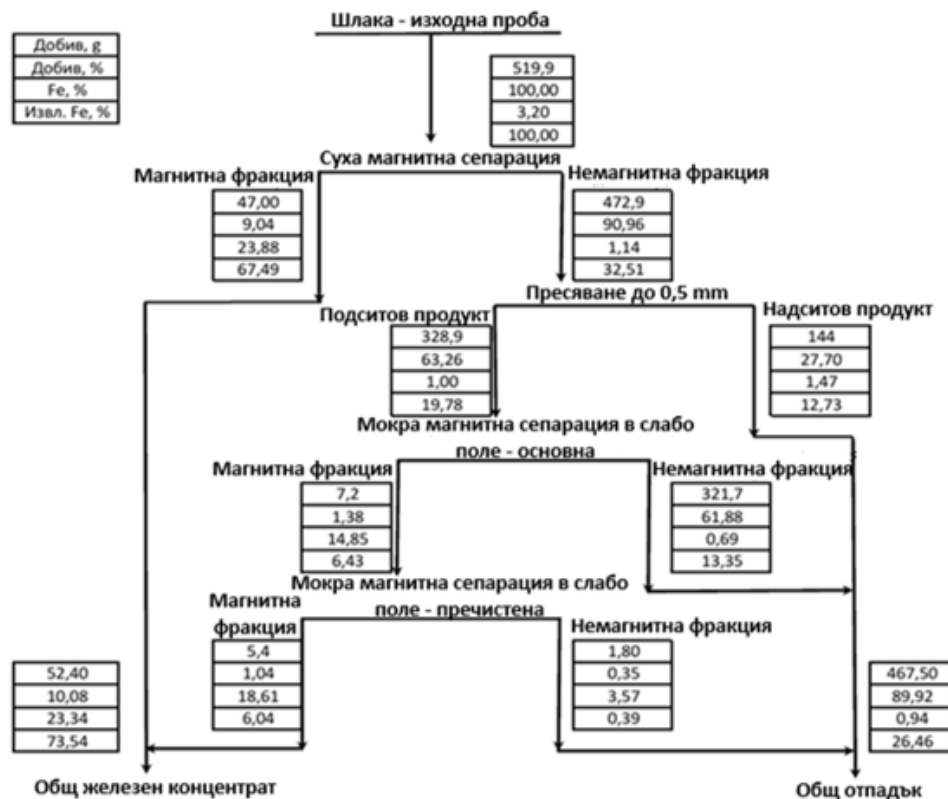 Шлака - изходна проба
Добив, g
Добив, %
Fe, %
Извл. Fe, %
519,9
100,00
3,20
100,00
Суха магнитна сепарация
Магнитна фракция
47,00
9,04
23,88
67,49
Немагнитна фракция
472,9
90,96
1,14
32,51
Пресяване до 0,5 mm
Подситов продукт
328,9
63,26
1,00
19,78
Надситов продукт
144
27,70
1,47
12,73
Мокра магнитна сепарация в слабо
поле - основна
Магнитна фракция
7,2
1,38
14,85
6,43
Немагнитна фракция
321,7
61,88
0,69
13,35
Мокра магнитна сепарация в слабо
поле - пречистена
Магнитна
фракция
5,4
1,04
18,61
6,04
Немагнитна фракция
1,80
0,35
3,57
0,39
52,40
10,08
23,34
73,54
467,50
89,92
0,94
26,46
Общ железен концентрат
Общ отпадък